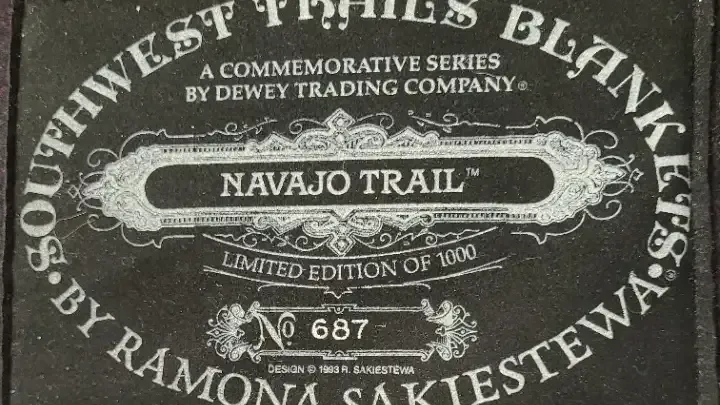 SOUTHWEST TRAILS BLANKETS®
A COMMEMORATIVE SERIES
BY DEWEY TRADING COMPANY®
NAVAJO TRAIL™
LIMITED EDITION OF 1000
No 687
DESIGN © 1993 R. SAKIESTEWA
• BY RAMONA SAKIESTEWA •